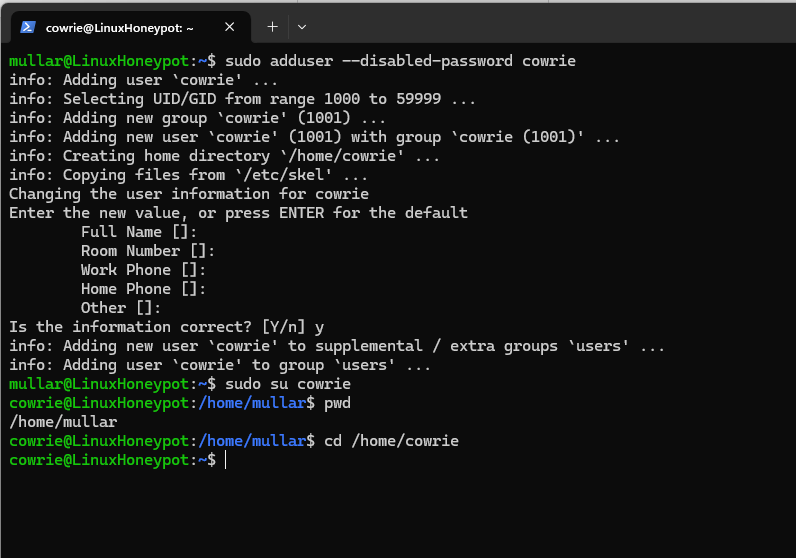 cowrie@LinuxHoneypot: ~
mullar@LinuxHoneypot:~$ sudo adduser --disabled-password cowrie
info: Adding user `cowrie' ...
info: Selecting UID/GID from range 1000 to 59999 ...
info: Adding new group `cowrie' (1001) ...
info: Adding new user `cowrie' (1001) with group `cowrie (1001)' ...
info: Creating home directory `/home/cowrie' ...
info: Copying files from `/etc/skel' ...
Changing the user information for cowrie
Enter the new value, or press ENTER for the default
        Full Name []:
        Room Number []:
        Work Phone []:
        Home Phone []:
        Other []:
Is the information correct? [Y/n] y
info: Adding new user `cowrie' to supplemental / extra groups `users' ...
info: Adding user `cowrie' to group `users' ...
mullar@LinuxHoneypot:~$ sudo su cowrie
cowrie@LinuxHoneypot:/home/mullar$ pwd
/home/mullar
cowrie@LinuxHoneypot:/home/mullar$ cd /home/cowrie
cowrie@LinuxHoneypot:~$